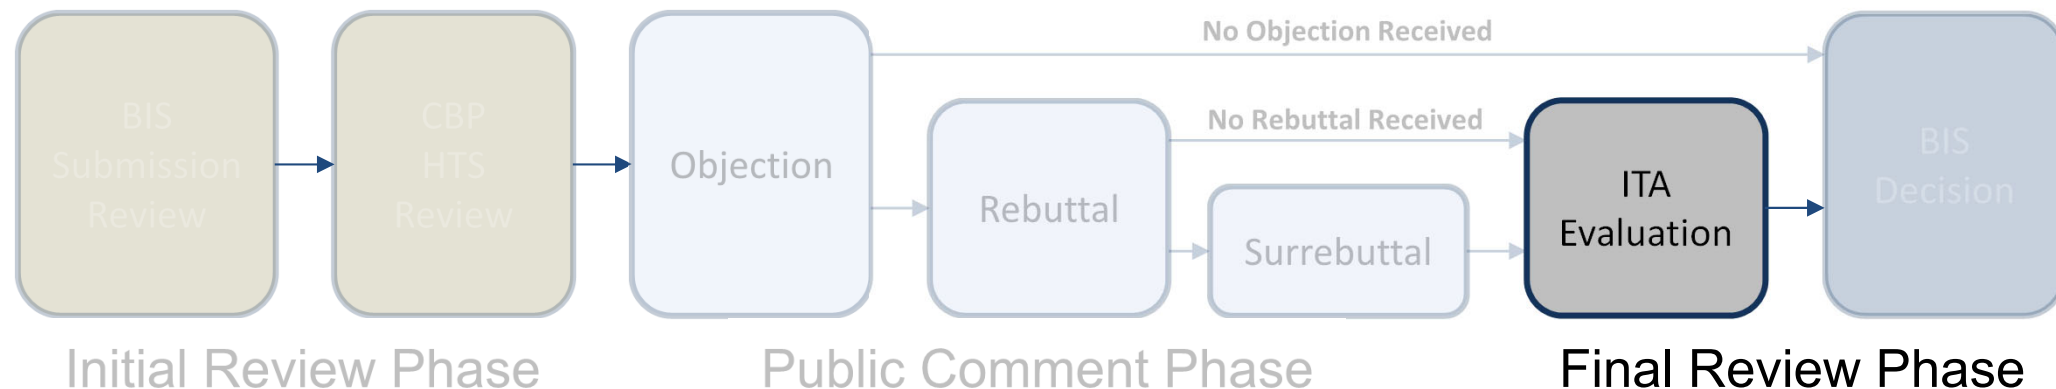 BIS
Submission
Review
CBP
HTS
Review
Objection
No Objection Received
Rebuttal
No Rebuttal Received
Surrebuttal
ITA
Evaluation
BIS
Decision
Initial Review Phase
Public Comment Phase
Final Review Phase